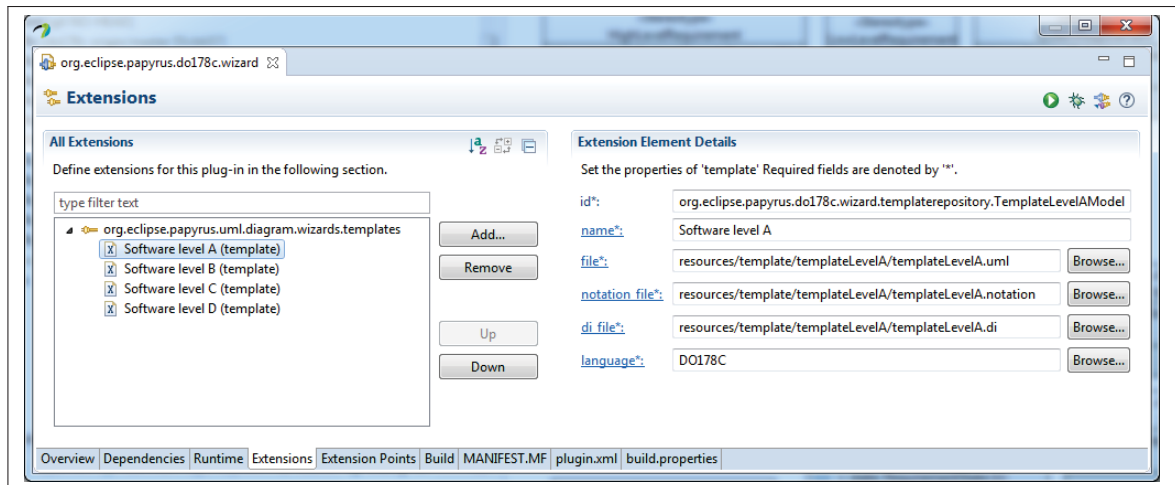 org.eclipse.papyrus.do178c.wizard
Extensions
All Extensions
Define extensions for this plug-in in the following section.
type filter text
org.eclipse.papyrus.uml.diagram.wizards.templates
Software level A (template)
Software level B (template)
Software level C (template)
Software level D (template)
Add...
Remove
Up
Down
Extension Element Details
Set the properties of 'template' Required fields are denoted by '*'.
id*: org.eclipse.papyrus.do178c.wizard.templaterepository.TemplateLevelAModel
name*: Software level A
file*: resources/template/templateLevelA/templateLevelA.uml Browse...
notation file*: resources/template/templateLevelA/templateLevelA.notation Browse...
di file*: resources/template/templateLevelA/templateLevelA.di Browse...
language*: DO178C Browse...
Overview Dependencies Runtime Extensions Extension Points Build MANIFEST.MF plugin.xml build.properties